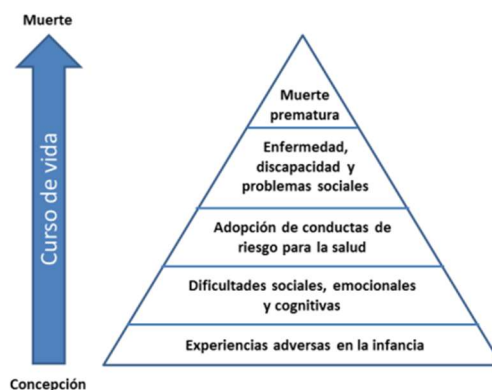 Muerte
Curso de vida
Concepción
Muerte
prematura
Enfermedad,
discapacidad y
problemas sociales
Adopción de conductas de
riesgo para la salud
Dificultades sociales, emocionales
y cognitivas
Experiencias adversas en la infancia